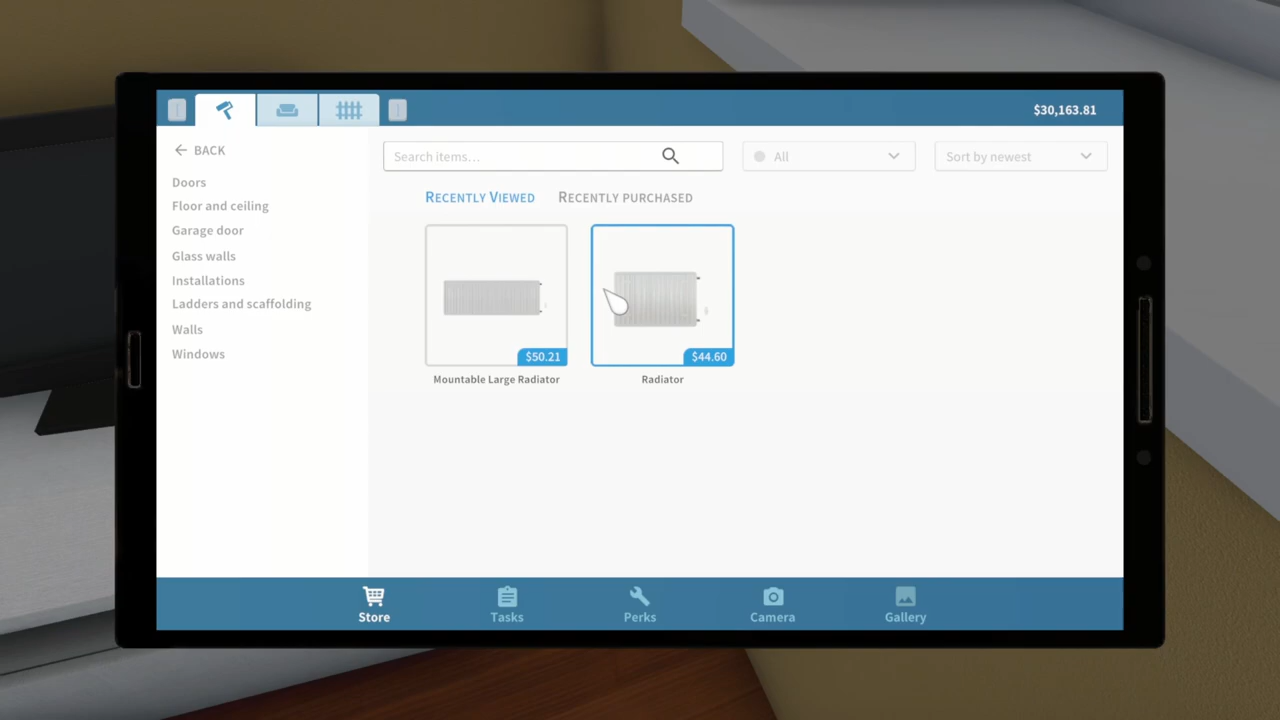 $30,163.81
BACK
Search items...
All
Sort by newest
Doors
Floor and ceiling
Garage door
Glass walls
Installations
Ladders and scaffolding
Walls
Windows
RECENTLY VIEWED
RECENTLY PURCHASED
$50.21
$44.60
Mountable Large Radiator
Radiator
Store
Tasks
Perks
Camera
Gallery